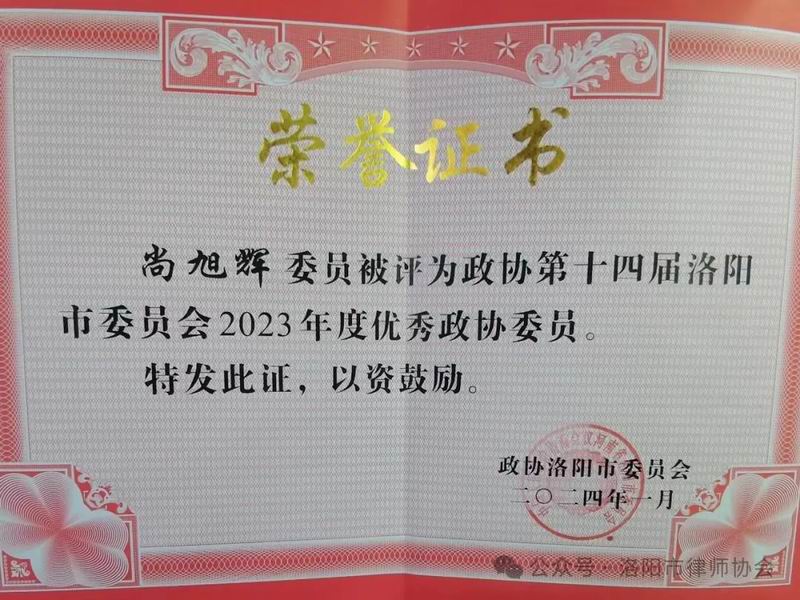 荣誉证书
尚旭辉 委员被评为政协第十四届洛阳
市委员会2023年度优秀政协委员。
特发此证，以资鼓励。
政协洛阳市委员会
二〇二四年一月
公众号·洛阳市律师协会